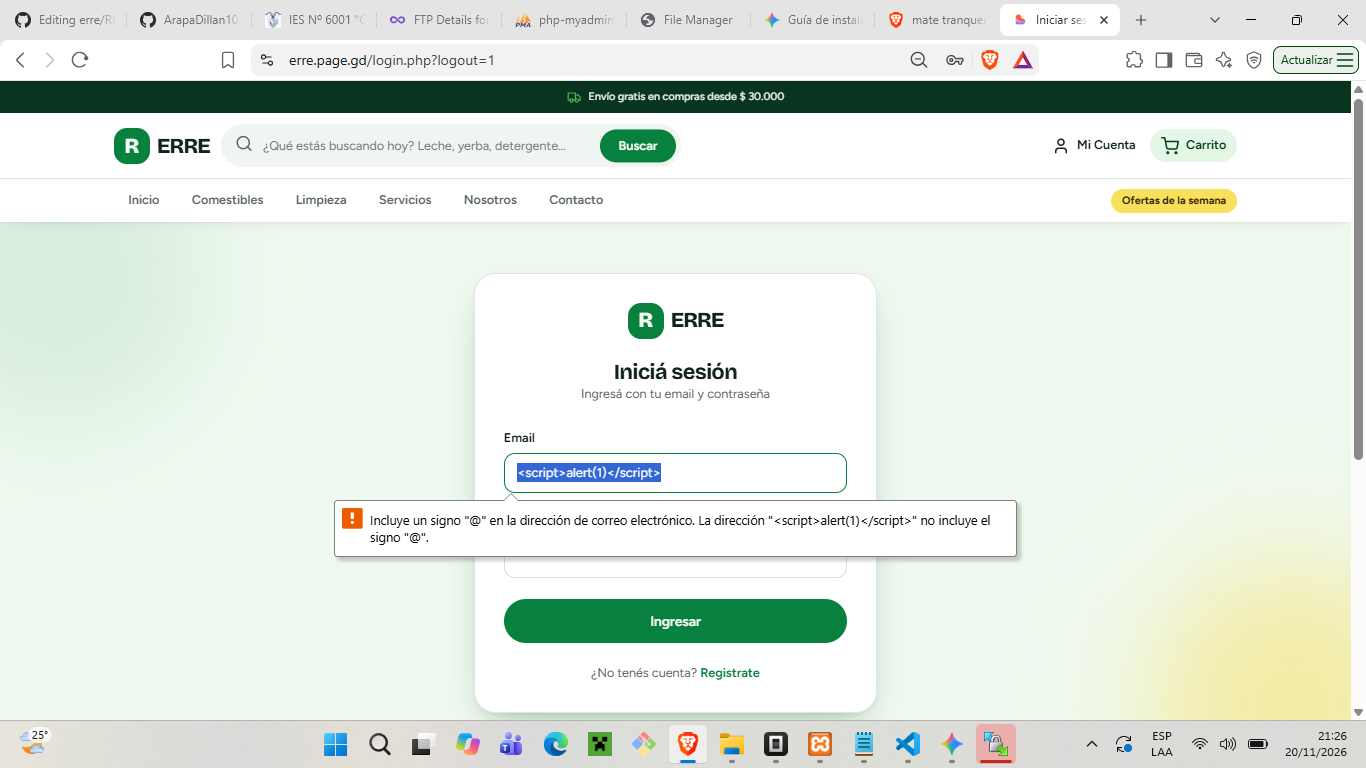 Editing erre/R
ArapaDillan10
IES Nº 6001 "G
FTP Details for
php-myadmin
File Manager
Guía de instala
mate tranquer
Iniciar ses
erre.page.gd/login.php?logout=1
Actualizar
Envío gratis en compras desde $ 30.000
R ERRE
¿Qué estás buscando hoy? Leche, yerba, detergente...
Buscar
Mi Cuenta
Carrito
Inicio
Comestibles
Limpieza
Servicios
Nosotros
Contacto
Ofertas de la semana
R ERRE
Iniciá sesión
Ingresá con tu email y contraseña
Email
<script>alert(1)</script>
Incluye un signo "@" en la dirección de correo electrónico. La dirección "<script>alert(1)</script>" no incluye el
signo "@".
Ingresar
¿No tenés cuenta? Registrate
25°
ESP
LAA
21:26
20/11/2026